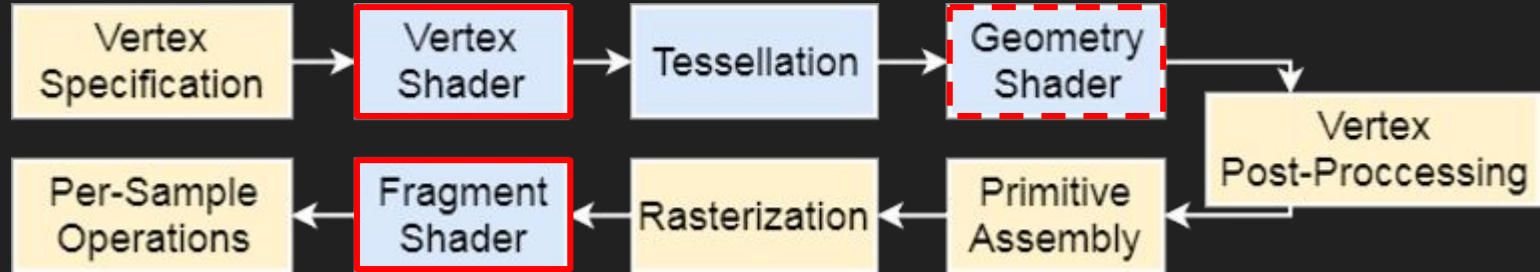 Vertex
Specification
Vertex
Shader
Tessellation
Geometry
Shader
Vertex
Post-Proccessing
Primitive
Assembly
Rasterization
Fragment
Shader
Per-Sample
Operations